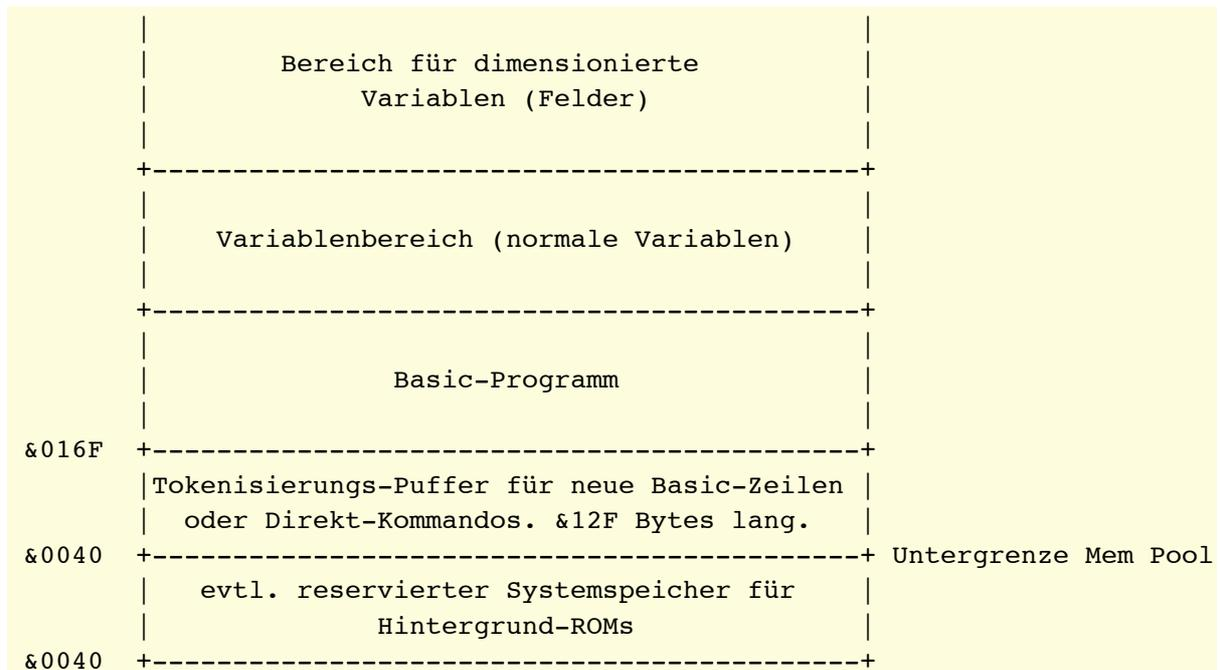 |                                            |
|        Bereich für dimensionierte          |
|             Variablen (Felder)             |
|                                            |
+--------------------------------------------+
|                                            |
|    Variablenbereich (normale Variablen)    |
|                                            |
+--------------------------------------------+
|                                            |
|               Basic-Programm               |
|                                            |
&016F  +--------------------------------------------+
|Tokenisierungs-Puffer für neue Basic-Zeilen |
|  oder Direkt-Kommandos. &12F Bytes lang.   |
&0040  +--------------------------------------------+ Untergrenze Mem Pool
|   evtl. reservierter Systemspeicher für    |
|              Hintergrund-ROMs              |
&0040  +--------------------------------------------+